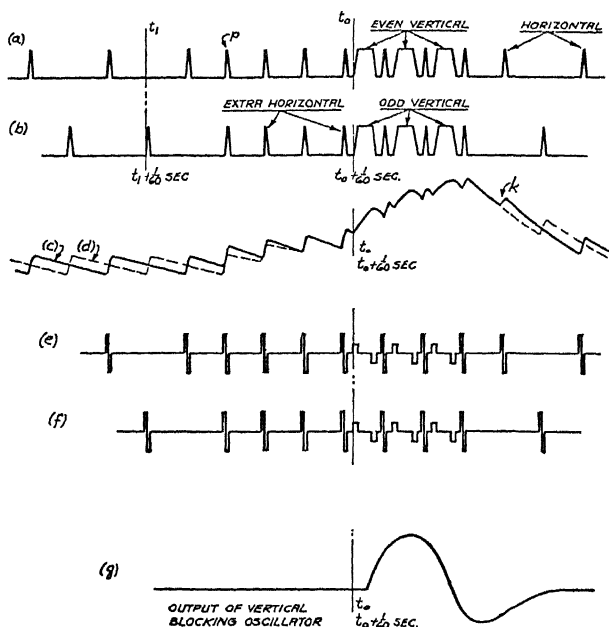 t₁ t₀
(a) P EVEN VERTICAL HORIZONTAL
EXTRA HORIZONTAL ODD VERTICAL
(b)
t₁ + 1/60 SEC t₀ + 1/60 SEC.
k
(c) (d)
t₀
t₀ + 1/60 SEC
(e)
(f)
(g)
t₀
t₀ + 1/60 SEC.
OUTPUT OF VERTICAL
BLOCKING OSCILLATOR